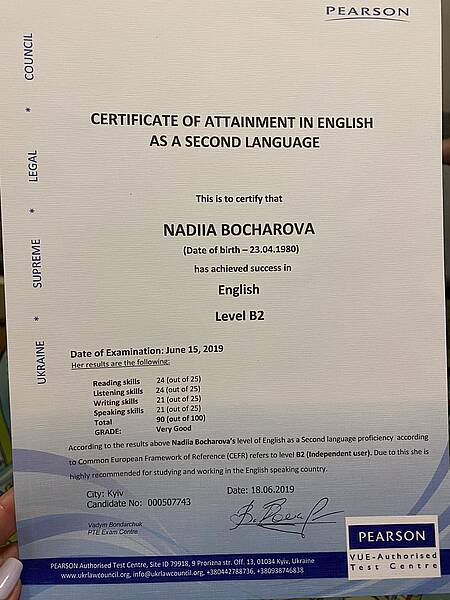 PEARSON
UKRAINE * SUPREME * LEGAL * COUNCIL
CERTIFICATE OF ATTAINMENT IN ENGLISH
AS A SECOND LANGUAGE
This is to certify that
NADIIA BOCHAROVA
(Date of birth – 23.04.1980)
has achieved success in
English
Level B2
Date of Examination: June 15, 2019
Her results are the following:
Reading skills 24 (out of 25)
Listening skills 24 (out of 25)
Writing skills 21 (out of 25)
Speaking skills 21 (out of 25)
Total 90 (out of 100)
GRADE: Very Good
According to the results above Nadiia Bocharova's level of English as a Second language proficiency according
to Common European Framework of Reference (CEFR) refers to level B2 (Independent user). Due to this she is
highly recommended for studying and working in the English speaking country.
City: Kyiv Date: 18.06.2019
Candidate No: 000507743
Vadym Bondarchuk
PTE Exam Centre
PEARSON
VUE-Authorised
Test Centre
PEARSON Authorised Test Centre, Site ID 79918, 9 Prorizna str. Off. 13, 01034 Kyiv, Ukraine
www.ukrlawcouncil.org, info@ukrlawcouncil.org, +380442788736, +380938746838